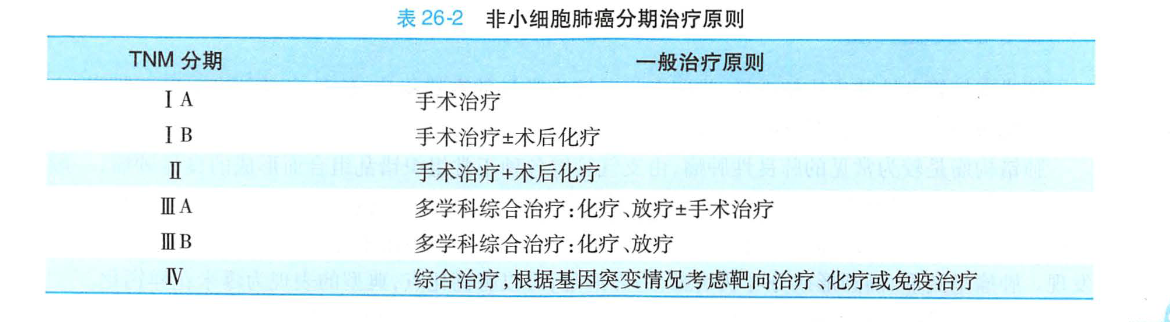 表 26-2 非小细胞肺癌分期治疗原则
TNM 分期 一般治疗原则
ⅠA 手术治疗
ⅠB 手术治疗±术后化疗
Ⅱ 手术治疗+术后化疗
ⅢA 多学科综合治疗:化疗、放疗±手术治疗
ⅢB 多学科综合治疗:化疗、放疗
Ⅳ 综合治疗,根据基因突变情况考虑靶向治疗、化疗或免疫治疗